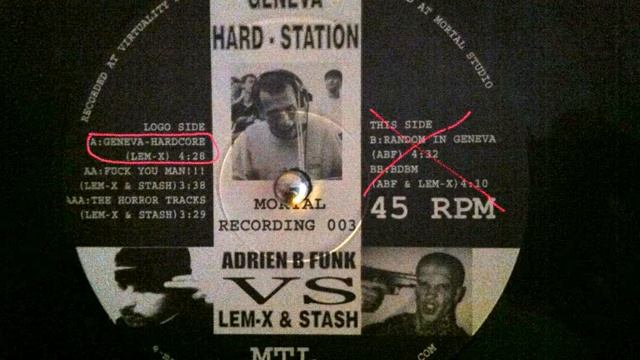 GENEVA
HARD-STATION
RECORDED AT VIRTUALITY
AT MORTAL STUDIO
LOGO SIDE
A:GENEVA-HARDCORE
(LEM-X) 4:28
AA:FUCK YOU MAN!!!
(LEM-X & STASH)3:38
AAA:THE HORROR TRACKS
(LEM-X & STASH)3:29
THIS SIDE
B:RANDOM IN GENEVA
(ABF) 4:32
BB:BDBM
(ABF & LEM-X)4:10
45 RPM
MORTAL
RECORDING 003
ADRIEN B FUNK
VS
LEM-X & STASH